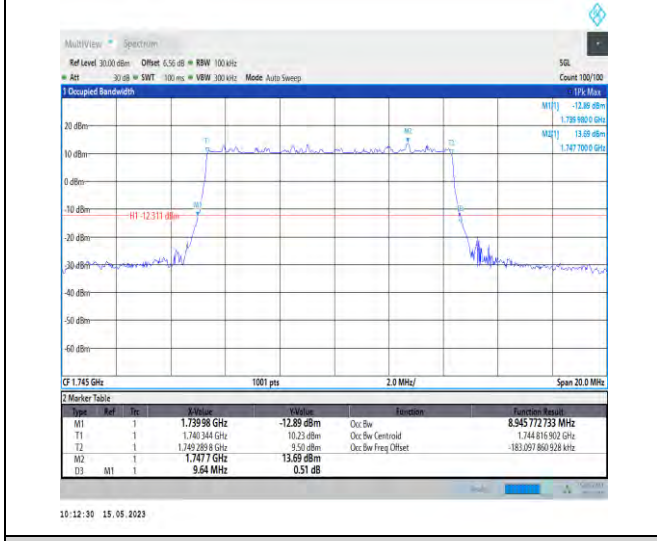 MultiView Spectrum
Ref Level 30.00 dBm Offset 6.56 dB RBW 100 kHz SGL
Att 30 dB SWT 100 ms VBW 300 kHz Mode Auto Sweep Count 100/100
1 Occupied Bandwidth 1Pk Max
M1[1] -12.89 dBm
1.739 980 0 GHz
M2[1] 13.69 dBm
1.747 700 0 GHz
20 dBm
M2
T1 T2
10 dBm
0 dBm
-10 dBm
M1
H1 -12.311 dBm
-20 dBm
-30 dBm
-40 dBm
-50 dBm
-60 dBm
CF 1.745 GHz 1001 pts 2.0 MHz/ Span 20.0 MHz
2 Marker Table
Type Ref Trc X-Value Y-Value Function Function Result
M1 1 1.73998 GHz -12.89 dBm Occ Bw 8.945 772 733 MHz
T1 1 1.740 344 GHz 10.23 dBm Occ Bw Centroid 1.744 816 902 GHz
T2 1 1.749 289 8 GHz 9.50 dBm Occ Bw Freq Offset -183.097 860 928 kHz
M2 1 1.7477 GHz 13.69 dBm
D3 M1 1 9.64 MHz 0.51 dB
10:12:30 15.05.2023